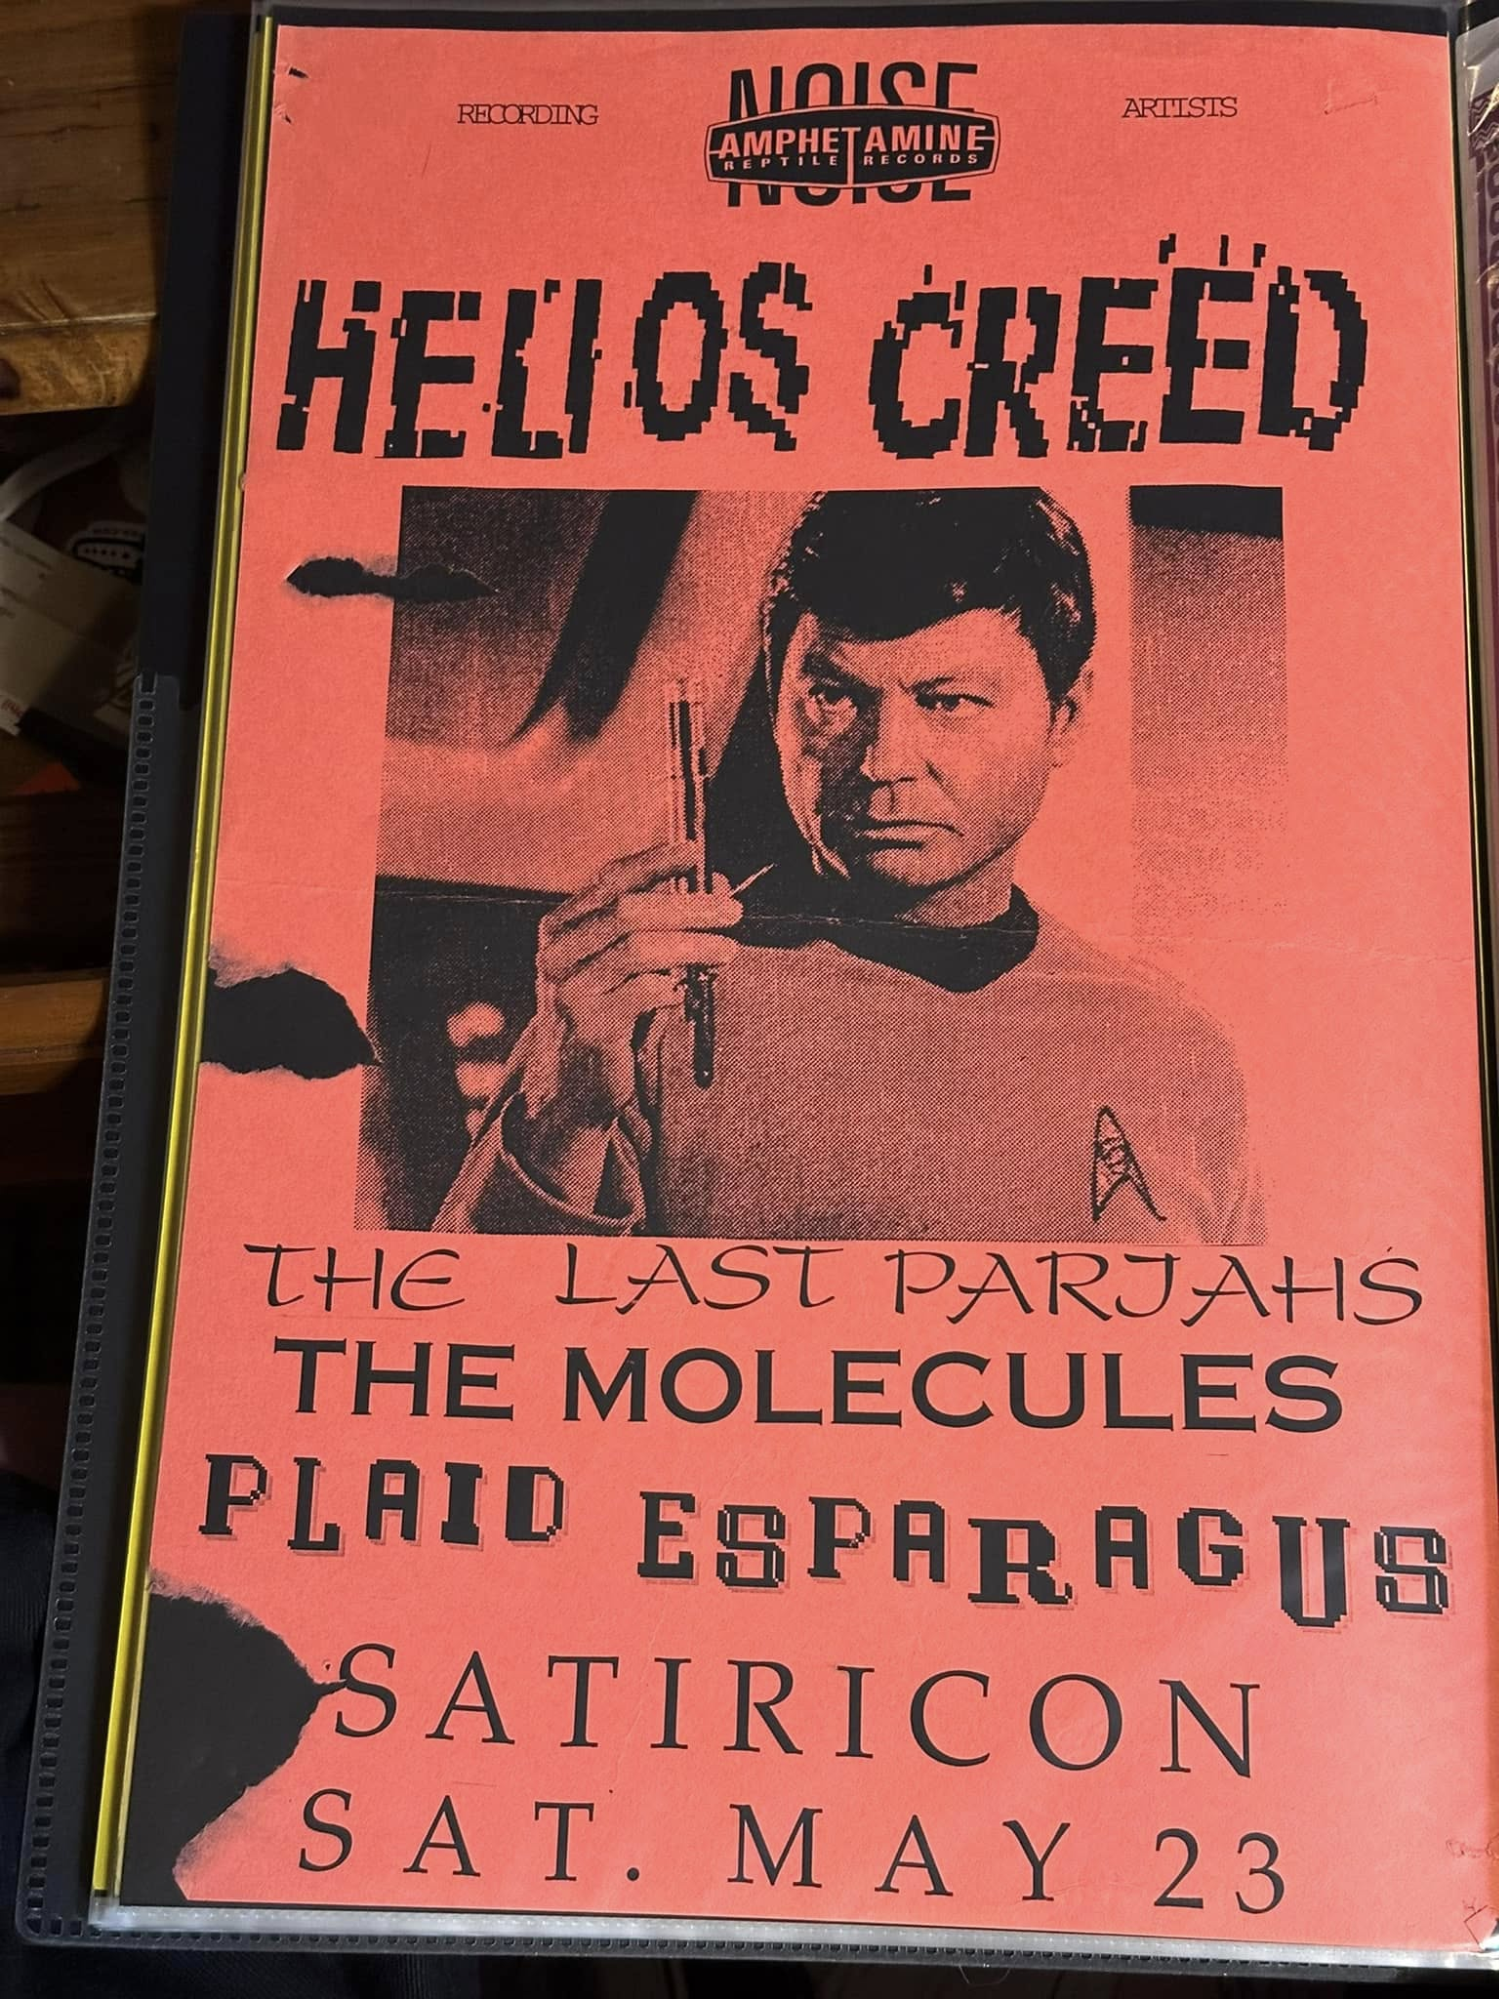 RECORDING NOISE ARTISTS
AMPHETAMINE
REPTILE RECORDS
NOISE
HELIOS CREED
THE LAST PARIAHS
THE MOLECULES
PLAID ESPARAGUS
SATIRICON
SAT. MAY 23